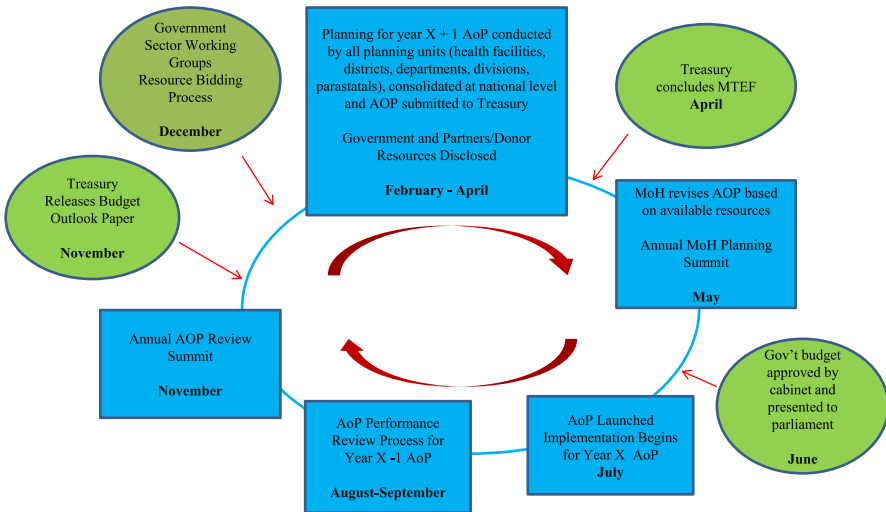 Government
Sector Working
Groups
Resource Bidding
Process
December
Planning for year X + 1 AoP conducted
by all planning units (health facilities,
districts, departments, divisions,
parastatals), consolidated at national level
and AOP submitted to Treasury
Government and Partners/Donor
Resources Disclosed
February - April
Treasury
concludes MTEF
April
Treasury
Releases Budget
Outlook Paper
November
MoH revises AOP based
on available resources
Annual MoH Planning
Summit
May
Annual AOP Review
Summit
November
Gov't budget
approved by
cabinet and
presented to
parliament
June
AoP Performance
Review Process for
Year X -1 AoP
August-September
AoP Launched
Implementation Begins
for Year X  AoP
July